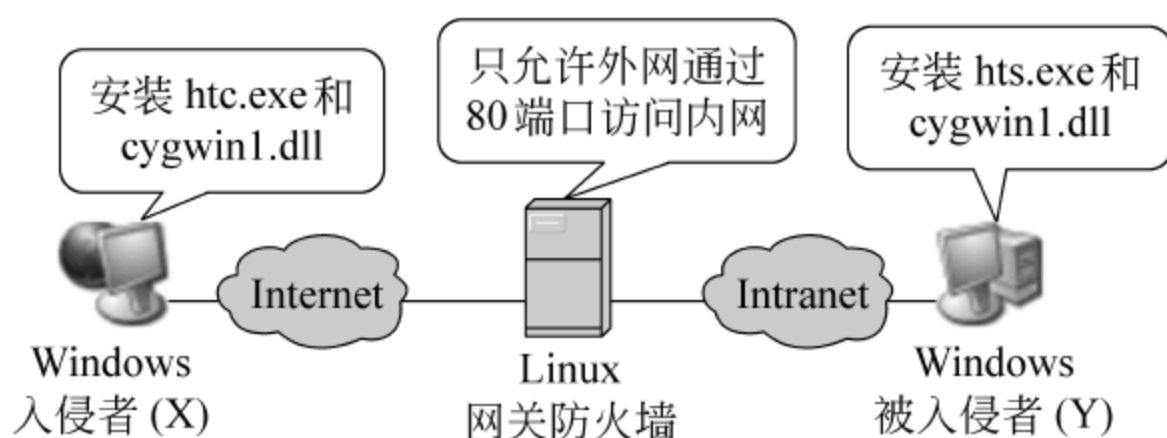 安装 htc.exe 和
cygwin1.dll
只允许外网通过
80 端口访问内网
安装 hts.exe 和
cygwin1.dll
Internet
Intranet
Windows
入侵者 (X)
Linux
网关防火墙
Windows
被入侵者 (Y)